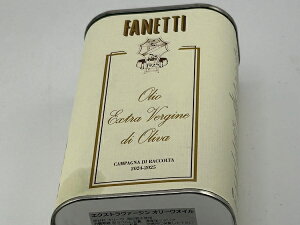 FANETTI
Olio
Extra Vergine
di Oliva
CAMPAGNA DI RACCOLTA
2024-2025
エクストラヴァージン オリーブオイル